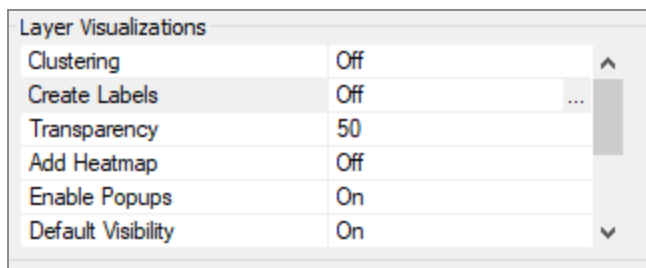 Layer Visualizations
Clustering Off
Create Labels Off ...
Transparency 50
Add Heatmap Off
Enable Popups On
Default Visibility On